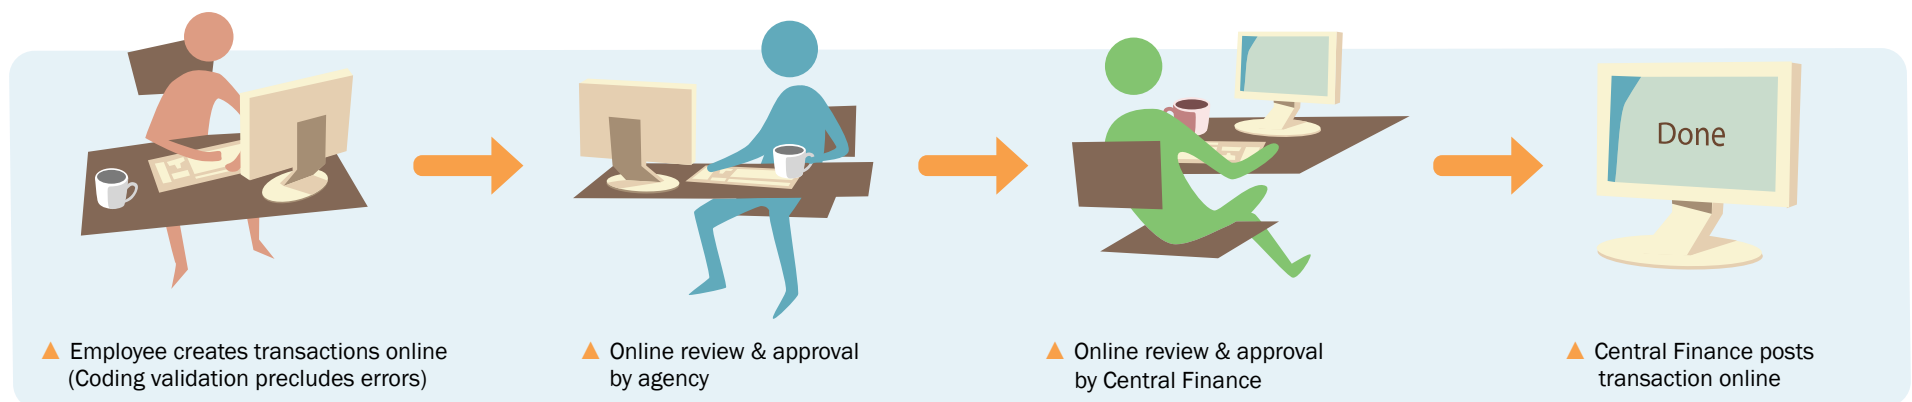 Done
Employee creates transactions online
(Coding validation precludes errors)
Online review & approval
by agency
Online review & approval
by Central Finance
Central Finance posts
transaction online